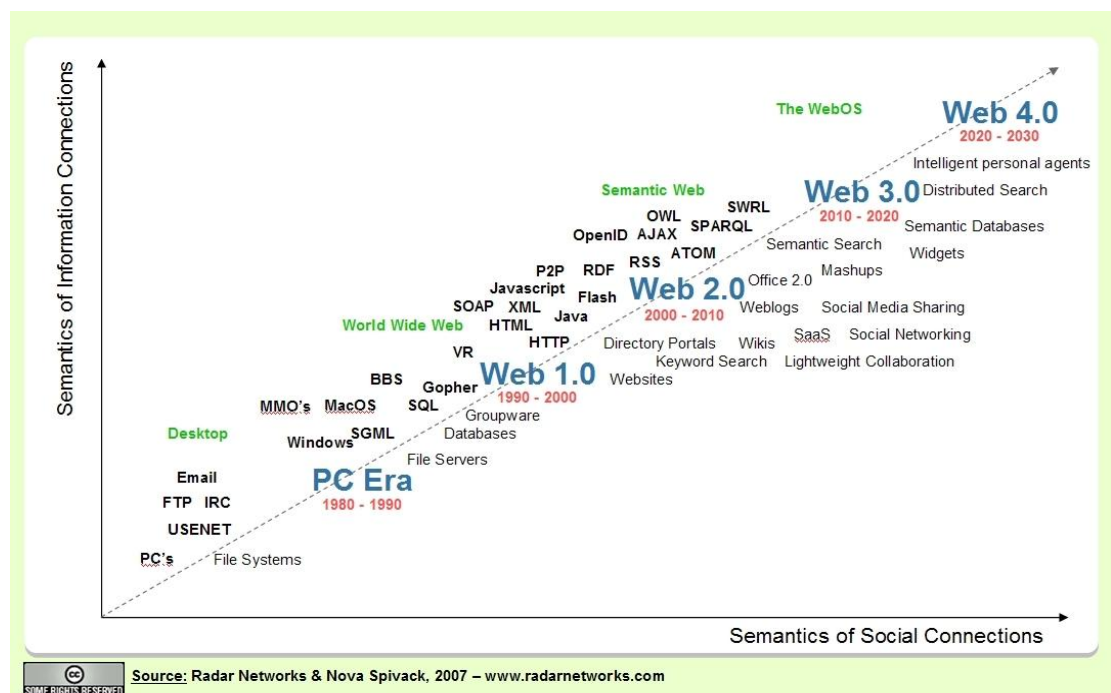 Semantics of Information Connections
The WebOS
Web 4.0
2020 - 2030
Intelligent personal agents
Semantic Web
Web 3.0
Distributed Search
2010 - 2020
SWRL
OWL
SPARQL
Semantic Databases
OpenID
AJAX
Semantic Search
ATOM
Widgets
RSS
P2P
RDF
Mashups
Office 2.0
Javascript
Web 2.0
Flash
SOAP
XML
Weblogs
Social Media Sharing
2000 - 2010
Java
World Wide Web
HTML
SaaS
Social Networking
HTTP
Directory Portals
Wikis
VR
Keyword Search
Lightweight Collaboration
BBS
Gopher
Web 1.0
Websites
1990 - 2000
MMO's
MacOS
SQL
Groupware
Desktop
SGML
Databases
Windows
File Servers
Email
PC Era
1980 - 1990
FTP
IRC
USENET
PC's
File Systems
Semantics of Social Connections
cc
SOME RIGHTS RESERVED
Source: Radar Networks & Nova Spivack, 2007 – www.radarnetworks.com